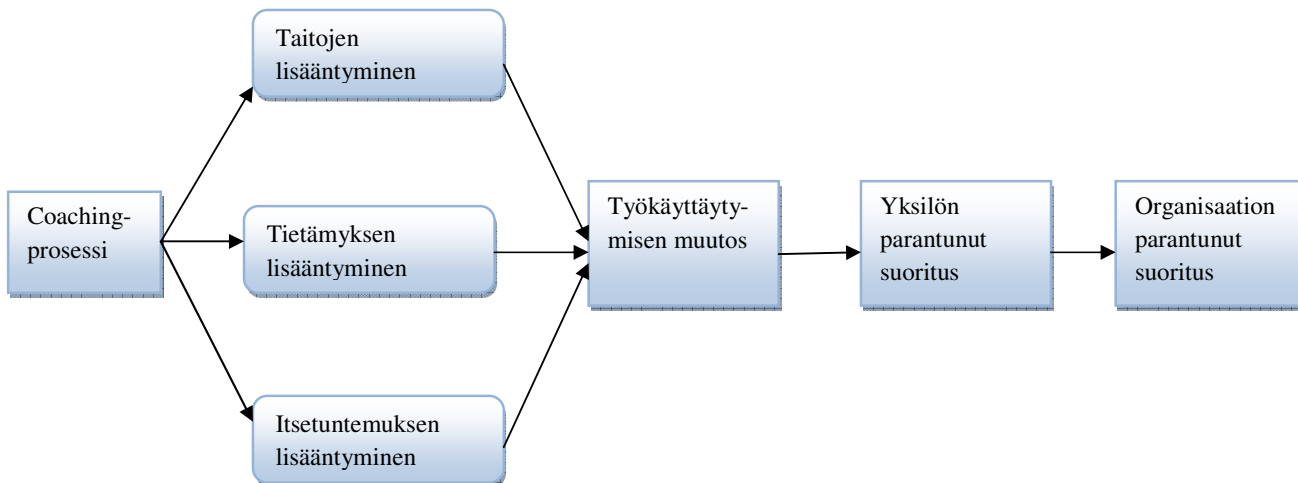 Taitojen
lisääntyminen
Coaching-
prosessi
Tietämyksen
lisääntyminen
Itsetuntemuksen
lisääntyminen
Työkäyttäyty-
misen muutos
Yksilön
parantunut
suoritus
Organisaation
parantunut
suoritus